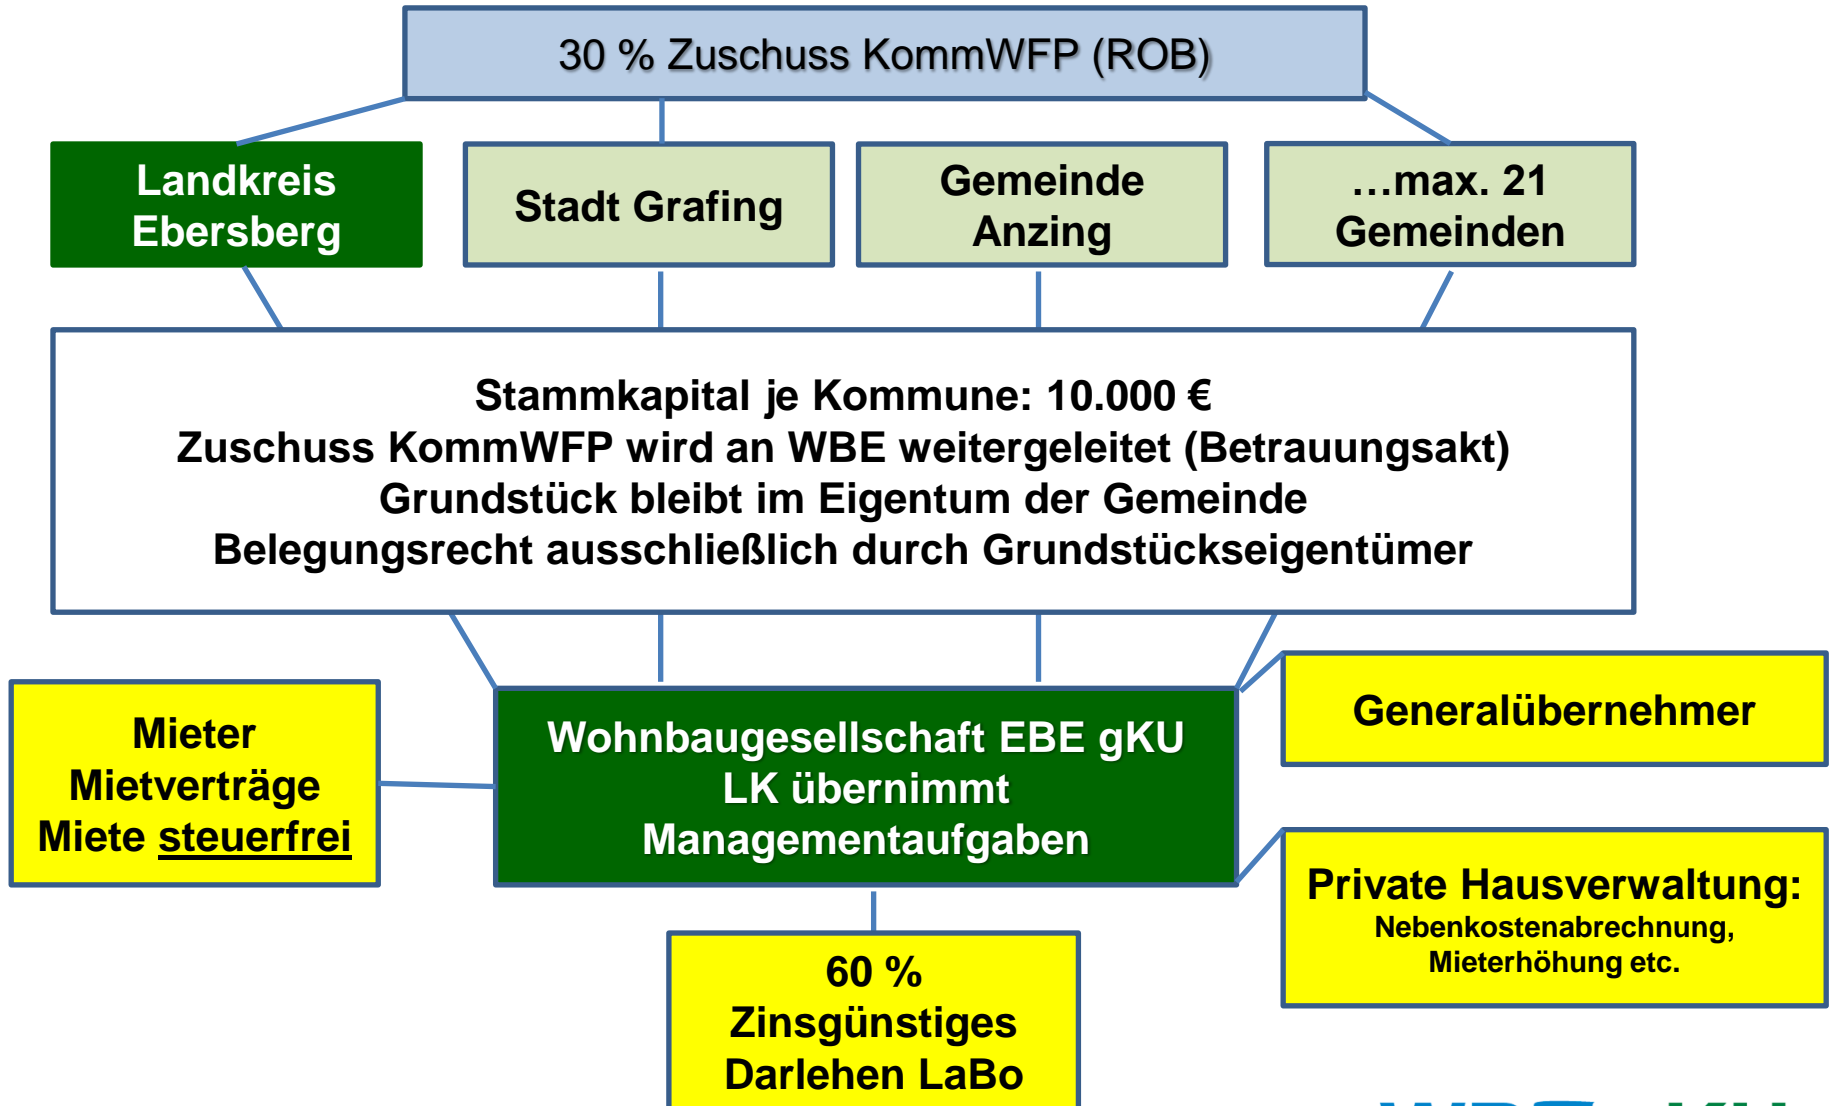 30 % Zuschuss KommWFP (ROB)
Landkreis
Ebersberg
Stadt Grafing
Gemeinde
Anzing
…max. 21
Gemeinden
Stammkapital je Kommune: 10.000 €
Zuschuss KommWFP wird an WBE weitergeleitet (Betrauungsakt)
Grundstück bleibt im Eigentum der Gemeinde
Belegungsrecht ausschließlich durch Grundstückseigentümer
Mieter
Mietverträge
Miete steuerfrei
Wohnbaugesellschaft EBE gKU
LK übernimmt
Managementaufgaben
Generalübernehmer
Private Hausverwaltung:
Nebenkostenabrechnung,
Mieterhöhung etc.
60 %
Zinsgünstiges
Darlehen LaBo